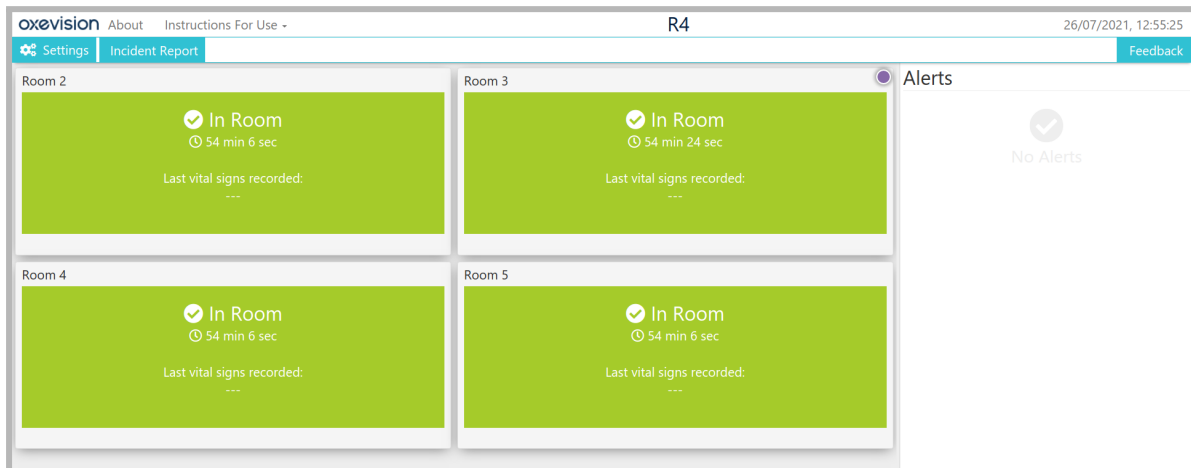 oxevision About Instructions For Use R4 26/07/2021, 12:55:25
Settings Incident Report Feedback
Room 2
In Room
54 min 6 sec
Last vital signs recorded:
---
Room 3
In Room
54 min 24 sec
Last vital signs recorded:
---
Room 4
In Room
54 min 6 sec
Last vital signs recorded:
---
Room 5
In Room
54 min 6 sec
Last vital signs recorded:
---
Alerts
No Alerts